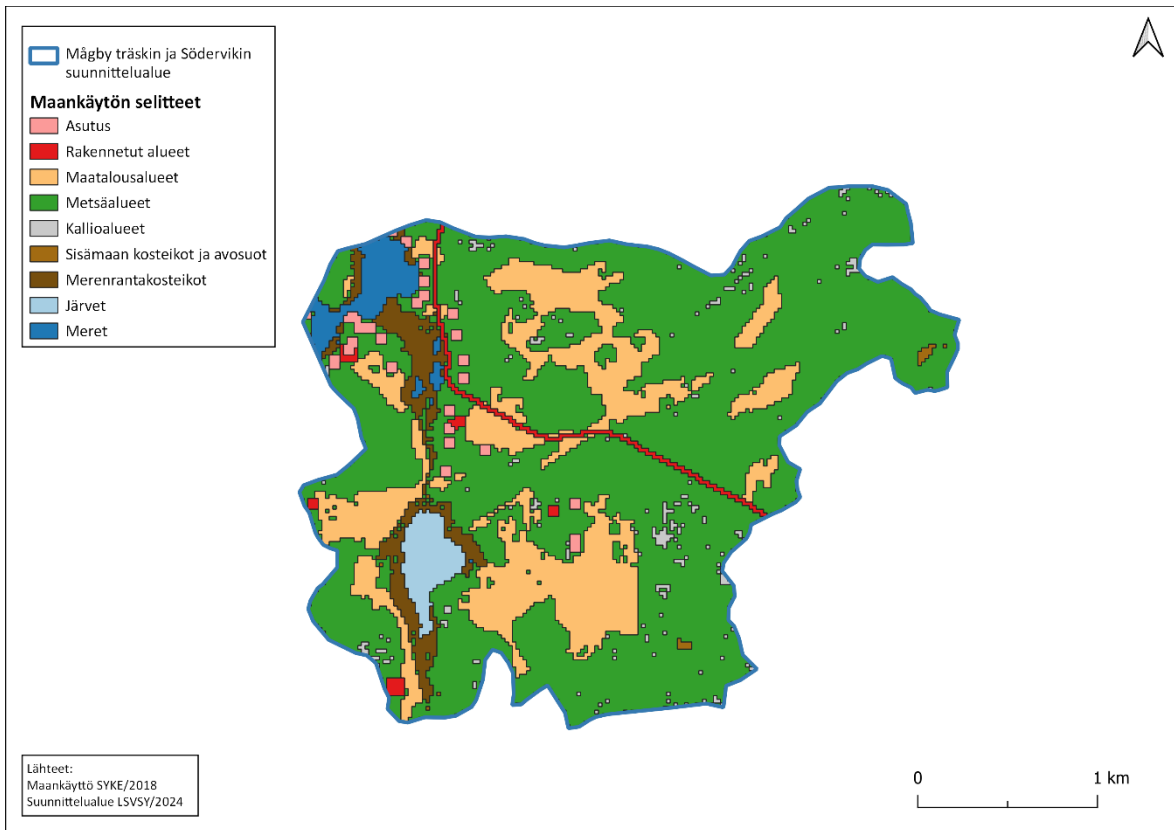 Mågby träskin ja Södervikin
suunnittelualue
Maankäytön selitteet
Asutus
Rakennetut alueet
Maatalousalueet
Metsäalueet
Kallioalueet
Sisämaan kosteikot ja avosuot
Merenrantakosteikot
Järvet
Meret
Lähteet:
Maankäyttö SYKE/2018
Suunnittelualue LSVSY/2024
0 1 km